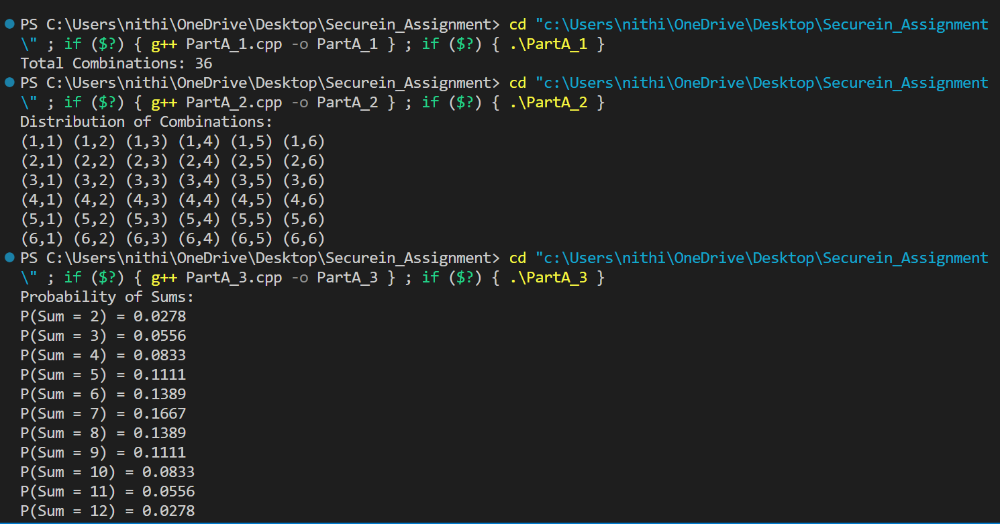 PS C:\Users\nithi\OneDrive\Desktop\Securein_Assignment> cd "c:\Users\nithi\OneDrive\Desktop\Securein_Assignment
\" ; if ($?) { g++ PartA_1.cpp -o PartA_1 } ; if ($?) { .\PartA_1 }
Total Combinations: 36
PS C:\Users\nithi\OneDrive\Desktop\Securein_Assignment> cd "c:\Users\nithi\OneDrive\Desktop\Securein_Assignment
\" ; if ($?) { g++ PartA_2.cpp -o PartA_2 } ; if ($?) { .\PartA_2 }
Distribution of Combinations:
(1,1) (1,2) (1,3) (1,4) (1,5) (1,6)
(2,1) (2,2) (2,3) (2,4) (2,5) (2,6)
(3,1) (3,2) (3,3) (3,4) (3,5) (3,6)
(4,1) (4,2) (4,3) (4,4) (4,5) (4,6)
(5,1) (5,2) (5,3) (5,4) (5,5) (5,6)
(6,1) (6,2) (6,3) (6,4) (6,5) (6,6)
PS C:\Users\nithi\OneDrive\Desktop\Securein_Assignment> cd "c:\Users\nithi\OneDrive\Desktop\Securein_Assignment
\" ; if ($?) { g++ PartA_3.cpp -o PartA_3 } ; if ($?) { .\PartA_3 }
Probability of Sums:
P(Sum = 2) = 0.0278
P(Sum = 3) = 0.0556
P(Sum = 4) = 0.0833
P(Sum = 5) = 0.1111
P(Sum = 6) = 0.1389
P(Sum = 7) = 0.1667
P(Sum = 8) = 0.1389
P(Sum = 9) = 0.1111
P(Sum = 10) = 0.0833
P(Sum = 11) = 0.0556
P(Sum = 12) = 0.0278